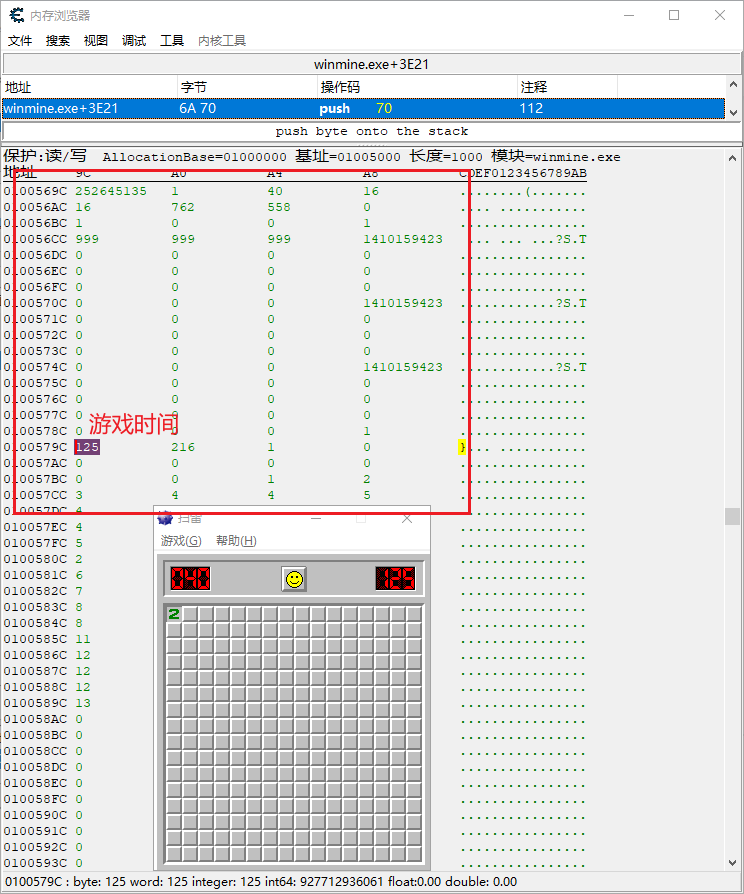 内存浏览器
文件 搜索 视图 调试 工具 内核工具
winmine.exe+3E21
地址 字节 操作码 注释
winmine.exe+3E21 6A 70 push 70 112
push byte onto the stack
保护:读/写 AllocationBase=01000000 基址=01005000 长度=1000 模块=winmine.exe
地址 9C A0 A4 A8 CDEF0123456789AB
0100569C 252645135 1 40 16 ........(.......
010056AC 16 762 558 0 ................
010056BC 1 0 0 1 ................
010056CC 999 999 999 1410159423 .... ... ...?S.T
010056DC 0 0 0 0 ................
010056EC 0 0 0 0 ................
010056FC 0 0 0 0 ................
0100570C 0 0 0 1410159423 ............?S.T
0100571C 0 0 0 0 ................
0100572C 0 0 0 0 ................
0100573C 0 0 0 0 ................
0100574C 0 0 0 1410159423 ............?S.T
0100575C 0 0 0 0 ................
0100576C 0 0 0 0 ................
0100577C 0 0 0 0 ................
0100578C 0 0 0 1 ................
游戏时间
0100579C 125 216 1 0 }...............
010057AC 0 0 0 0 ................
010057BC 0 0 1 2 ................
010057CC 3 4 4 5 ................
010057DC 4 ................
010057EC 4 ................
010057FC 5 ................
0100580C 2 ................
0100581C 6 ................
0100582C 7 ................
0100583C 8 ................
0100584C 8 ................
0100585C 11 ................
0100586C 12 ................
0100587C 12 ................
0100588C 12 ................
0100589C 13 ................
010058AC 0 ................
010058BC 0 ................
010058CC 0 ................
010058DC 0 ................
010058EC 0 ................
010058FC 0 ................
0100590C 0 ................
0100591C 0 ................
0100592C 0 ................
0100593C 0 ................
扫雷
游戏(G) 帮助(H)
040 125
2
0100579C : byte: 125 word: 125 integer: 125 int64: 927712936061 float:0.00 double: 0.00